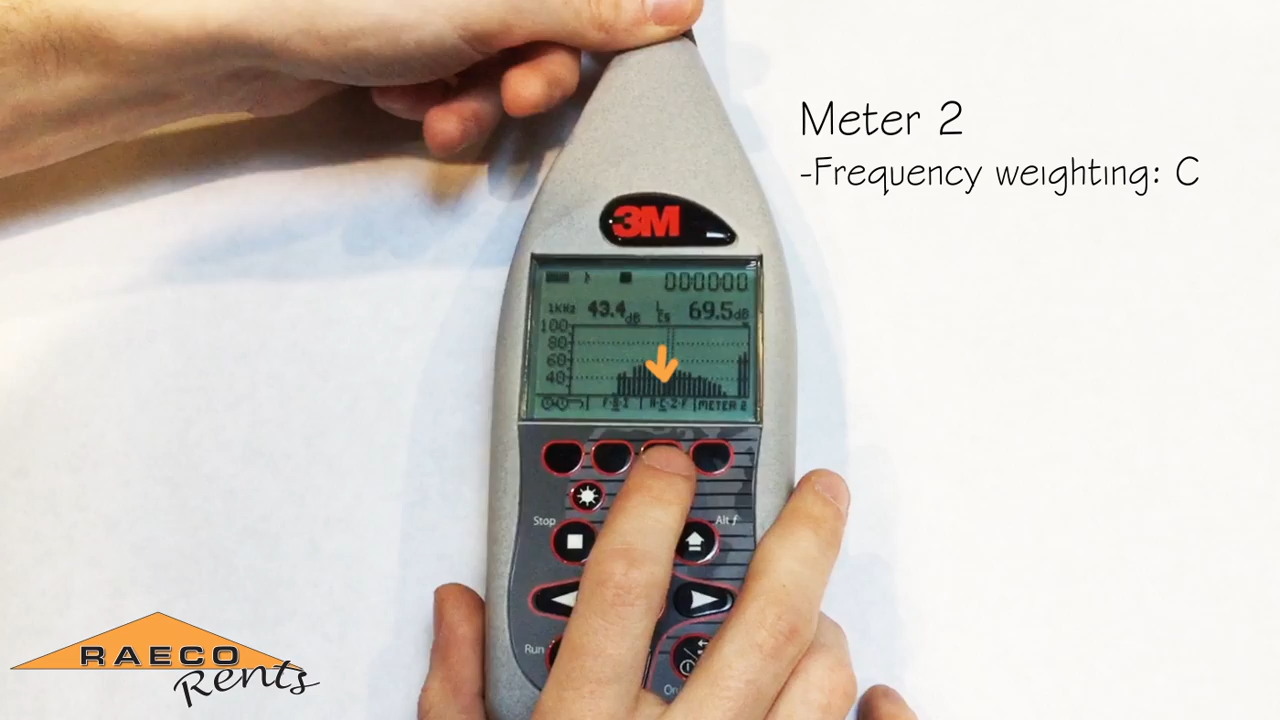 Meter 2
-Frequency weighting: C
3M
000000
1KHz 43.4dB L CS 69.5dB
100
80
60
40
F·S·I A·C·Z·F METER 2
Stop
Alt f
Run
On
RAECO
Rents